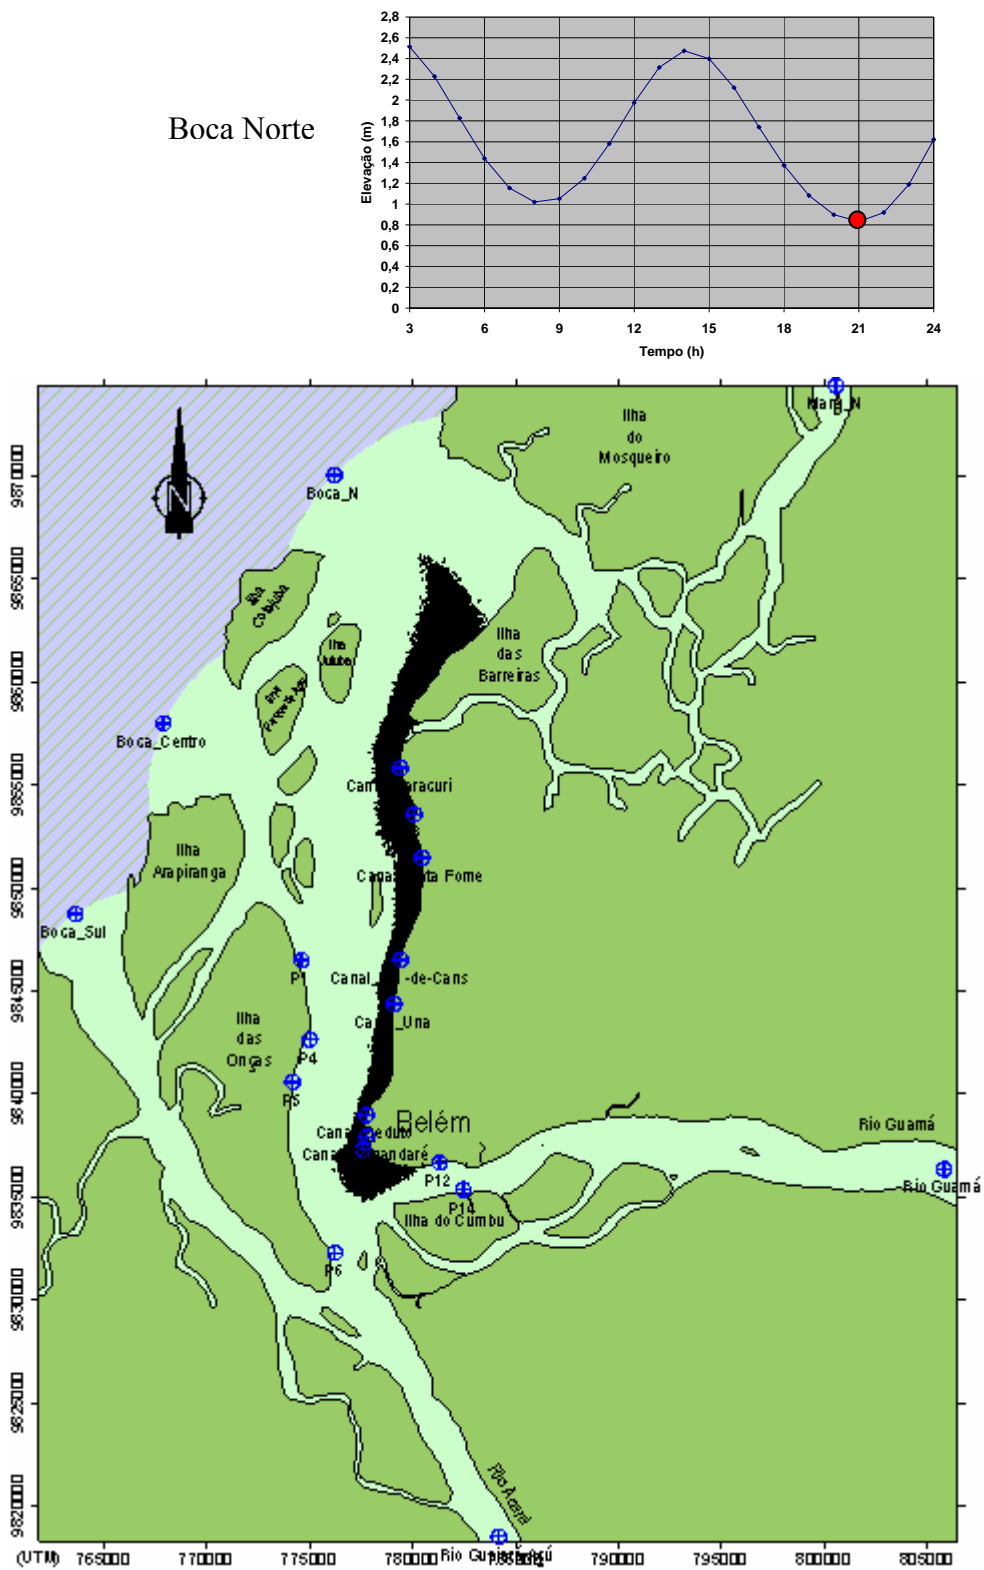 2,8
2,6
2,4
2,2
2
1,8
1,6
1,4
1,2
1
0,8
0,6
0,4
0,2
0
Elevação (m)
3 6 9 12 15 18 21 24
Tempo (h)
Boca Norte
Ilha
do
Mosqueiro
N
Boca_N
Ilha
Ilha
Ilha
das
Barreiras
Boca_Centro
Ilha
Arapiranga
Boca_Sul
P1
Ilha
das
Onças
P4
P5
-de-Cans
_Una
Belém
Rio Guamá
Rio Guamá
P12
P14
Ilha do Cumbu
P6
Rio Acará
9870000
9865000
9860000
9855000
9850000
9845000
9840000
9835000
9830000
9825000
9820000
(UTM) 765000 770000 775000 780000 790000 795000 800000 805000